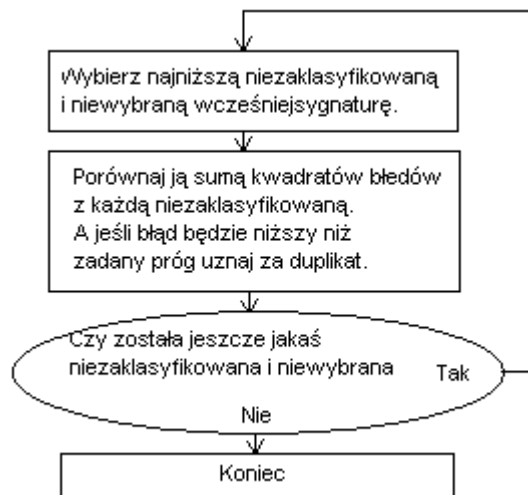 Wybierz najniższą niezaklasyfikowaną
i niewybraną wcześniejsygnaturę.
Porównaj ją sumą kwadratów błedów
z każdą niezaklasyfikowaną.
A jeśli błąd będzie niższy niż
zadany próg uznaj za duplikat.
Czy została jeszcze jakaś
niezaklasyfikowana i niewybrana
Tak
Nie
Koniec